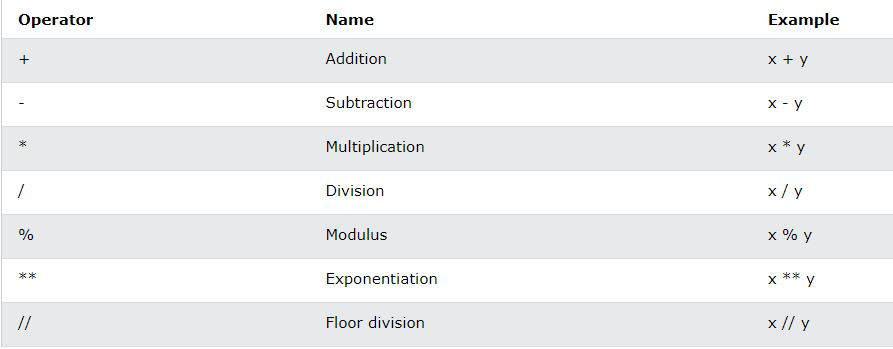 Operator Name Example
+ Addition x + y
- Subtraction x - y
* Multiplication x * y
/ Division x / y
% Modulus x % y
** Exponentiation x ** y
// Floor division x // y